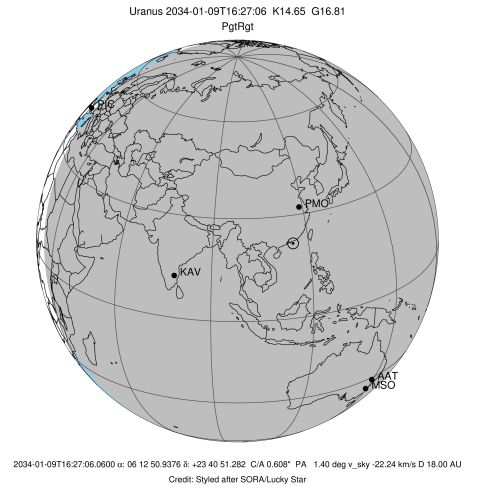 Uranus 2034-01-09T16:27:06 K14.65 G16.81
PgtRgt
PIC
PMO
KAV
AAT
MSO
2034-01-09T16:27:06.0600 α: 06 12 50.9376 δ: +23 40 51.282 C/A 0.608" PA 1.40 deg v_sky -22.24 km/s D 18.00 AU
Credit: Styled after SORA/Lucky Star